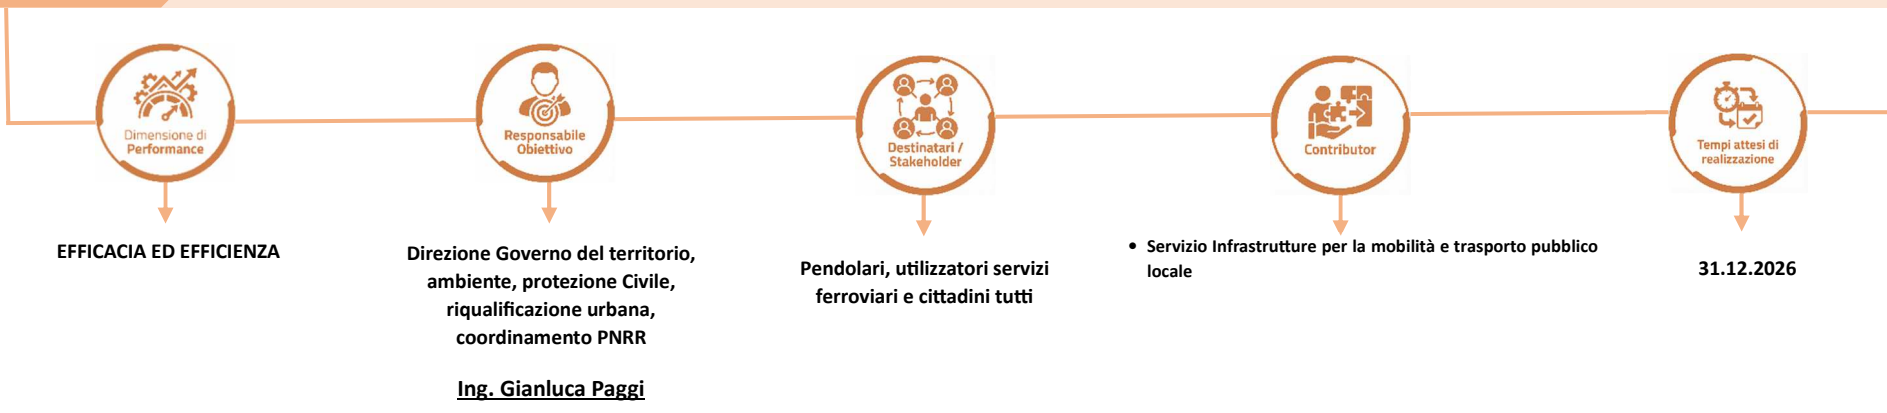 Dimensione di
Performance
EFFICACIA ED EFFICIENZA
Responsabile
Obiettivo
Direzione Governo del territorio,
ambiente, protezione Civile,
riqualificazione urbana,
coordinamento PNRR
Ing. Gianluca Paggi
Destinatari /
Stakeholder
Pendolari, utilizzatori servizi
ferroviari e cittadini tutti
Contributor
• Servizio Infrastrutture per la mobilità e trasporto pubblico
locale
Tempi attesi di
realizzazione
31.12.2026